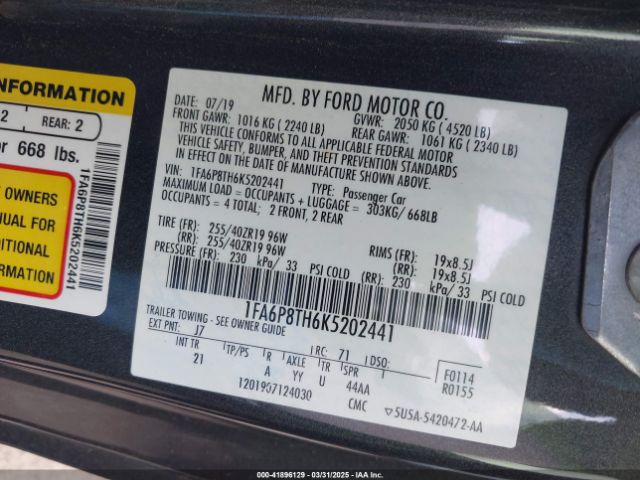 INFORMATION
2
REAR: 2
or 668 lbs.
OWNERS
NUAL FOR
DITIONAL
ORMATION
1FA6P8TH6K5202441
DATE: 07/19
MFD. BY FORD MOTOR CO.
FRONT GAWR: 1016 KG ( 2240 LB)
GVWR: 2050 KG ( 4520 LB)
REAR GAWR: 1061 KG ( 2340 LB)
THIS VEHICLE CONFORMS TO ALL APPLICABLE FEDERAL MOTOR
VEHICLE SAFETY, BUMPER, AND THEFT PREVENTION STANDARDS
IN EFFECT ON THE DATE OF MANUFACTURE SHOWN ABOVE.
VIN: 1FA6P8TH6K5202441
TYPE: Passenger Car
MAXIMUM LOAD = OCCUPANTS + LUGGAGE = 303KG/ 668LB
OCCUPANTS = 4 TOTAL; 2 FRONT, 2 REAR
TIRE (FR): 255/40ZR19 96W
RIMS (FR): 19x8.5J
(RR): 255/40ZR19 96W
(RR): 19x8.5J
PRESSURE (FR): 230 kPa/ 33 PSI COLD
(RR): 230 kPa/ 33 PSI COLD
1FA6P8TH6K5202441
TRAILER TOWING - SEE OWNER GUIDE
EXT PNT: J7
RC: 71
DSO:
INT TR
TP/PS
R
AXLE
TR
SPR
21
A
YY
U
44AA
F0114
R0155
1201907124030
CMC
5U5A-5420472-AA
000-41896129 - 03/31/2025 - IAAI.COM